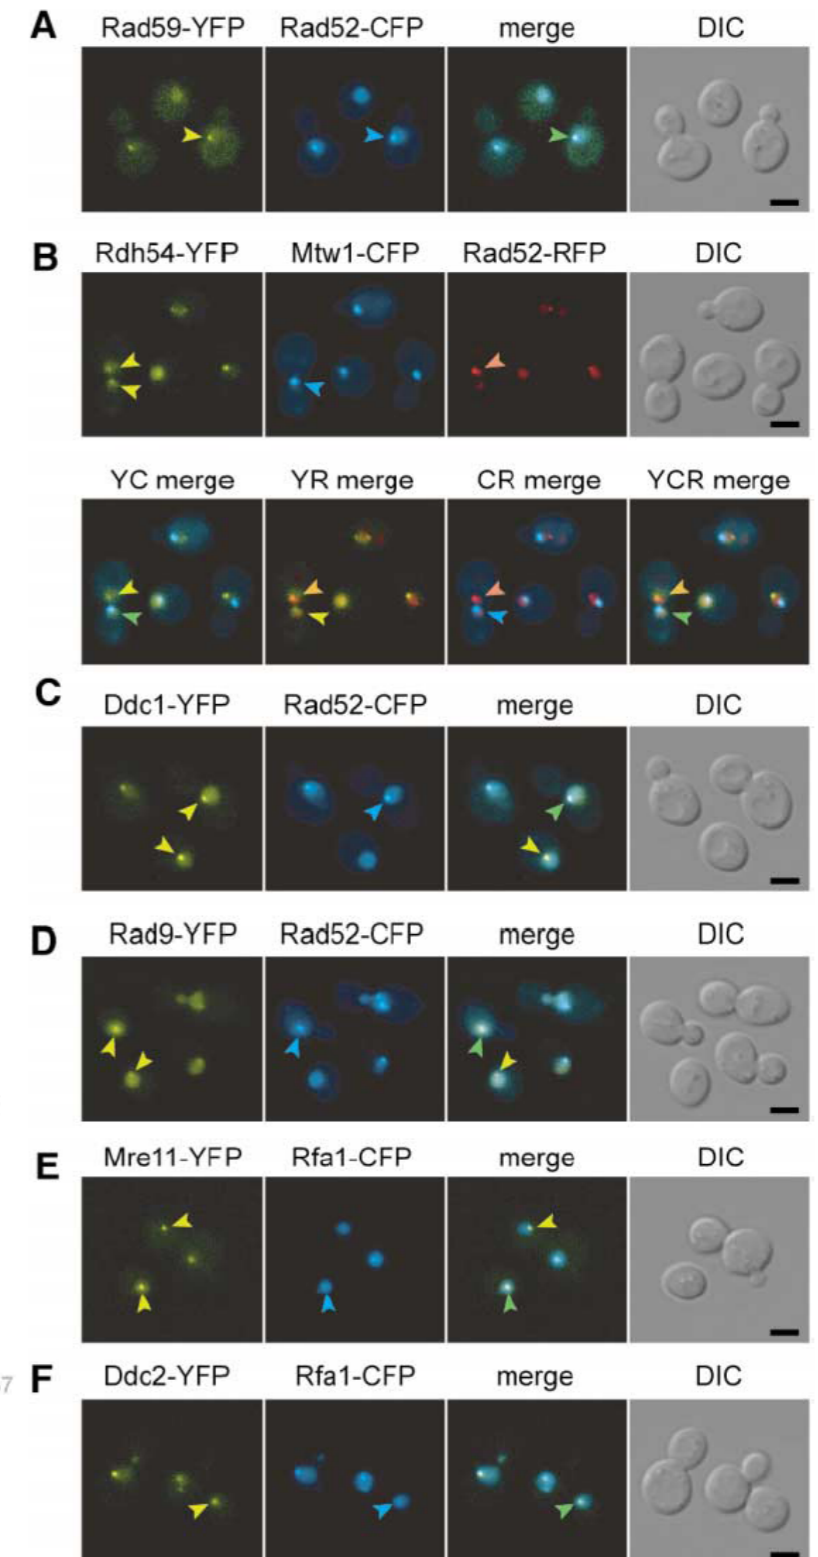 A
Rad59-YFP Rad52-CFP merge DIC
B
Rdh54-YFP Mtw1-CFP Rad52-RFP DIC
YC merge YR merge CR merge YCR merge
C
Ddc1-YFP Rad52-CFP merge DIC
D
Rad9-YFP Rad52-CFP merge DIC
E
Mre11-YFP Rfa1-CFP merge DIC
7 F
Ddc2-YFP Rfa1-CFP merge DIC